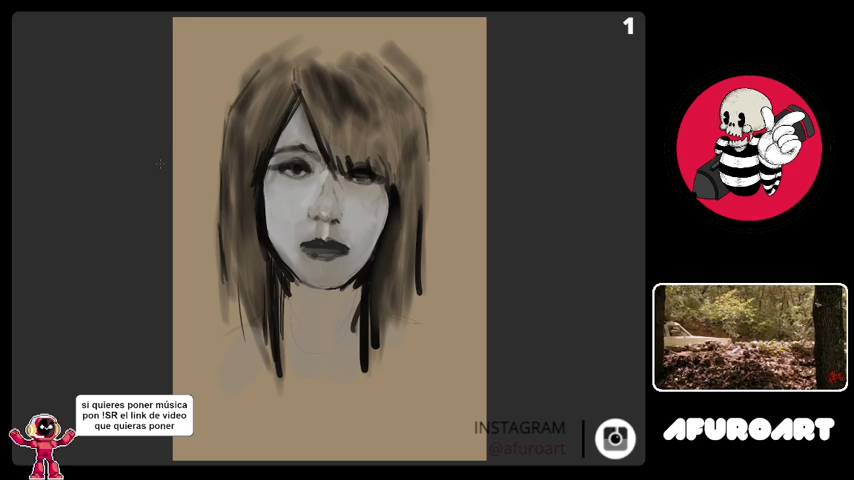 1
si quieres poner música
pon !SR el link de video
que quieras poner
INSTAGRAM
@afuroart
AFUROART